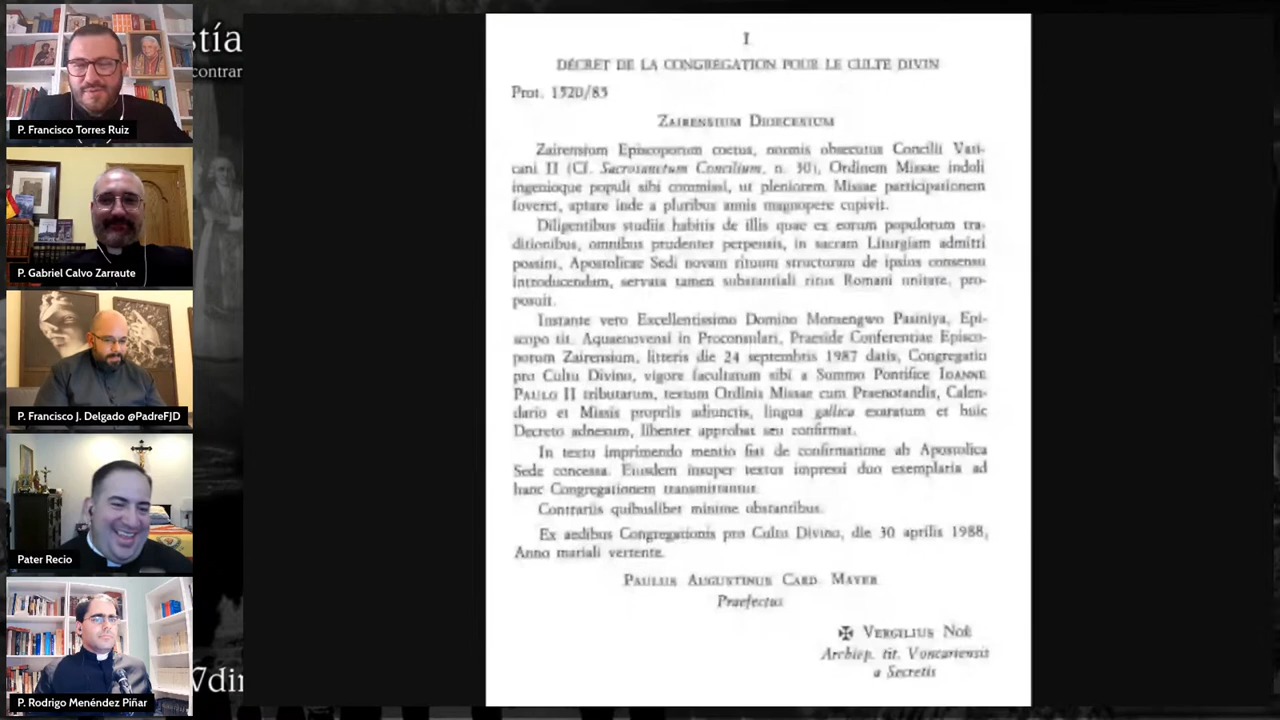 stía
contrar
P. Francisco Torres Ruiz
P. Gabriel Calvo Zarraute
P. Francisco J. Delgado @PadreFJD
Pater Recio
P. Rodrigo Menéndez Piñar
I
DÉCRET DE LA CONGRÉGATION POUR LE CULTE DIVIN
Prot. 1520/85
ZAIRENSIUM DIOECESIUM
Zairensium Episcoporum coetus, normis obsecutus Concilii Vati-
cani II (Cf. Sacrosanctum Concilium, n. 30), Ordinem Missae indoli
ingenioque populi sibi commissi, ut pleniorem Missae participationem
foveret, aptare inde a pluribus annis magnopere cupivit.
Diligentibus studiis habitis de illis quae ex eorum populorum tra-
ditionibus, omnibus prudenter perpensis, in sacram Liturgiam admitti
possint, Apostolicae Sedi novam rituum structuram de ipsius consensu
introducendam, servata tamen substantiali ritus Romani unitate, pro-
posuit.
Instante vero Excellentissimo Domino Monsengwo Pasinya, Epi-
scopo tit. Aquaenovensi in Proconsulari, Praeside Conferentiae Episco-
porum Zairensium, litteris die 24 septembris 1987 datis, Congregatio
pro Cultu Divino, vigore facultatum sibi a Summo Pontifice IOANNE
PAULO II tributarum, textum Ordinis Missae cum Praenotandis, Calen-
dario et Missis propriis adiunctis, lingua gallica exaratum et huic
Decreto adnexum, libenter approbat seu confirmat.
In textu imprimendo mentio fiat de confirmatione ab Apostolica
Sede concessa. Eiusdem insuper textus impressi duo exemplaria ad
hanc Congregationem transmittantur.
Contrariis quibuslibet minime obstantibus.
Ex aedibus Congregationis pro Cultu Divino, die 30 aprilis 1988,
Anno mariali vertente.
PAULUS AUGUSTINUS CARD MAYER
Praefectus
✠ VERGILIUS NOÈ
Archiep. tit. Voncariensis
a Secretis